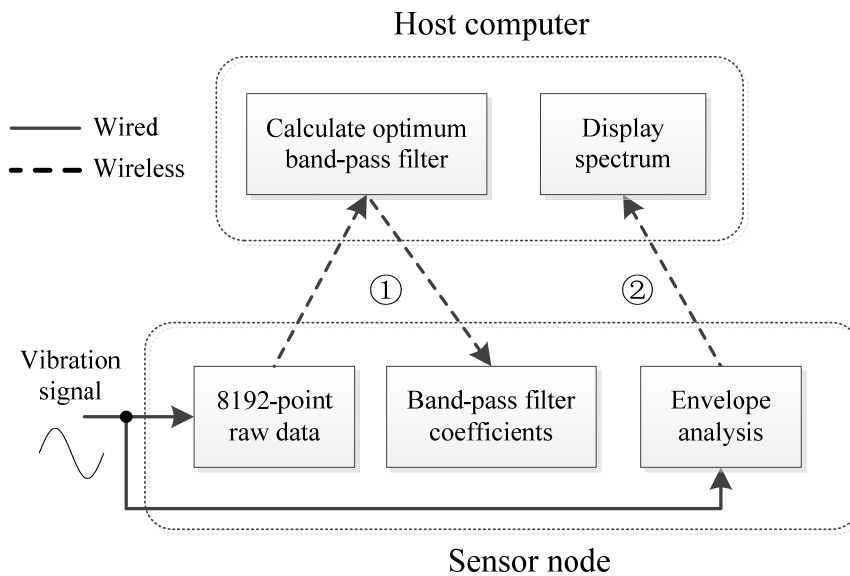 Host computer
Wired
Wireless
Calculate optimum
band-pass filter
Display
spectrum
①
②
Vibration
signal
8192-point
raw data
Band-pass filter
coefficients
Envelope
analysis
Sensor node